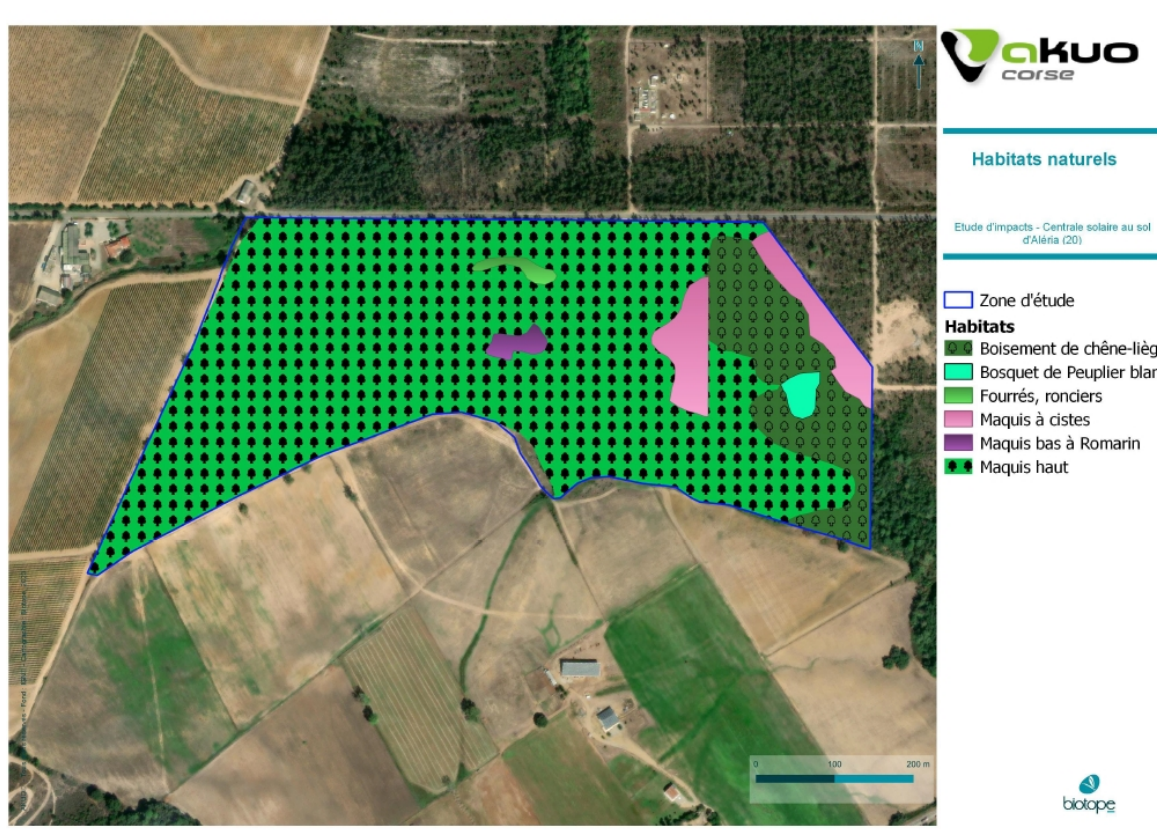 N
akuo
corse
Habitats naturels
Etude d'impacts - Centrale solaire au sol
d'Aléria (20)
Zone d'étude
Habitats
Boisement de chêne-lièg
Bosquet de Peuplier blan
Fourrés, ronciers
Maquis à cistes
Maquis bas à Romarin
Maquis haut
0 100 200 m
biotope